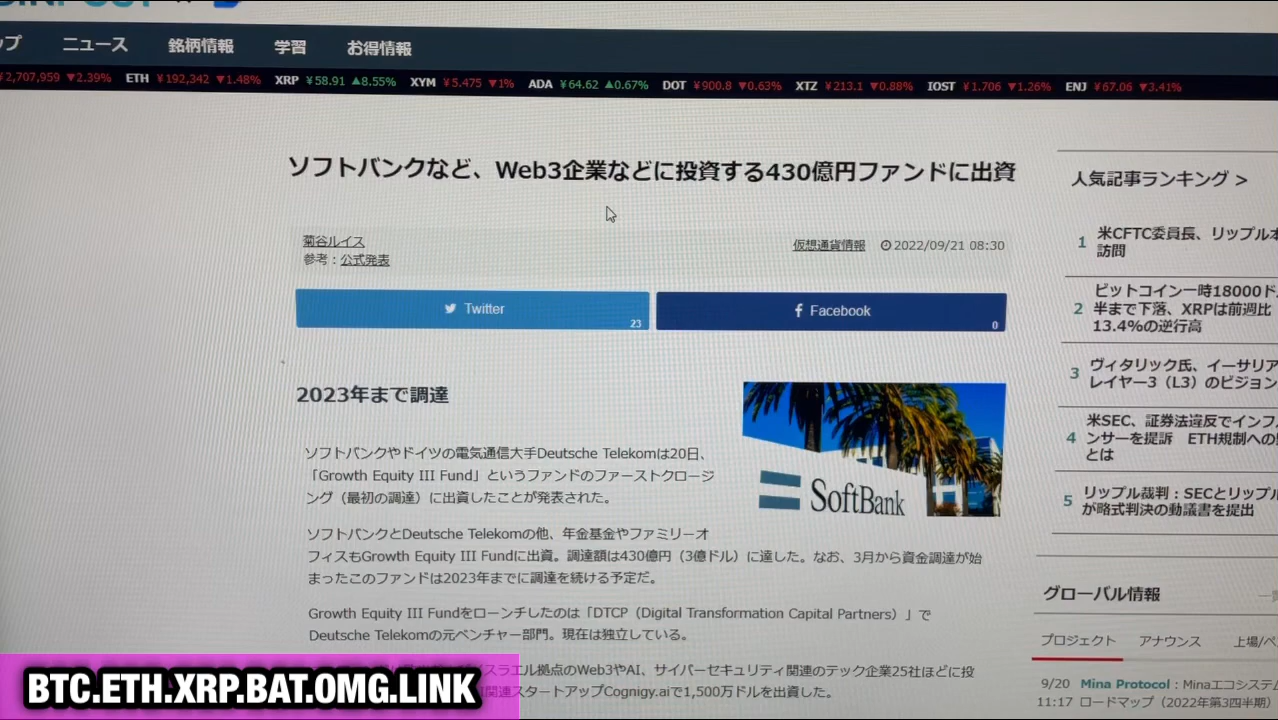 ニュース 銘柄情報 学習 お得情報
2,707,959 ▼2.39% ETH ¥192,342 ▼1.48% XRP ¥58.91 ▲8.55% XYM ¥5.475 ▼1% ADA ¥64.62 ▲0.67% DOT ¥900.8 ▼0.63% XTZ ¥213.1 ▼0.88% IOST ¥1.706 ▼1.26% ENJ ¥67.06 ▼3.41%
ソフトバンクなど、Web3企業などに投資する430億円ファンドに出資
菊谷ルイス
参考：公式発表
仮想通貨情報 2022/09/21 08:30
Twitter 23
Facebook 0
2023年まで調達
ソフトバンクやドイツの電気通信大手Deutsche Telekomは20日、
「Growth Equity III Fund」というファンドのファーストクロージ
ング（最初の調達）に出資したことが発表された。
SoftBank
ソフトバンクとDeutsche Telekomの他、年金基金やファミリーオ
フィスもGrowth Equity III Fundに出資。調達額は430億円（3億ドル）に達した。なお、3月から資金調達が始
まったこのファンドは2023年までに調達を続ける予定だ。
Growth Equity III Fundをローンチしたのは「DTCP（Digital Transformation Capital Partners）」で
Deutsche Telekomの元ベンチャー部門。現在は独立している。
イスラエル拠点のWeb3やAI、サイバーセキュリティ関連のテック企業25社ほどに投
関連スタートアップCognigy.aiで1,500万ドルを出資した。
人気記事ランキング >
1 米CFTC委員長、リップル
訪問
2 ビットコイン一時18000ド
半まで下落、XRPは前週比
13.4%の逆行高
3 ヴィタリック氏、イーサリア
レイヤー3（L3）のビジョン
4 米SEC、証券法違反でインフ
ンサーを提訴 ETH規制への
とは
5 リップル裁判：SECとリップル
が略式判決の動議書を提出
グローバル情報
プロジェクト アナウンス 上場/ペ
9/20 Mina Protocol：Minaエコシステム
11:17 ロードマップ（2022年第3四半期）
BTC.ETH.XRP.BAT.OMG.LINK